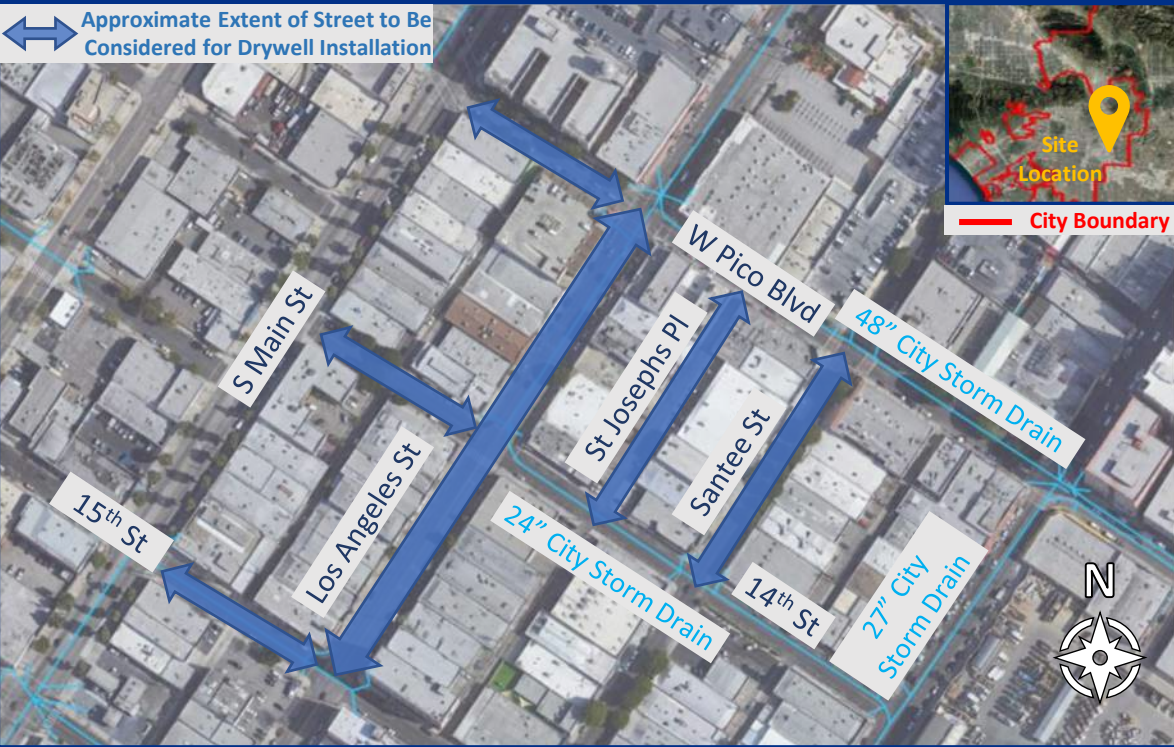 Approximate Extent of Street to Be
Considered for Drywell Installation
Site
Location
City Boundary
W Pico Blvd
48” City Storm Drain
S Main St
St Josephs Pl
Santee St
Los Angeles St
15th St
24” City Storm Drain
14th St
27” City
Storm Drain
N